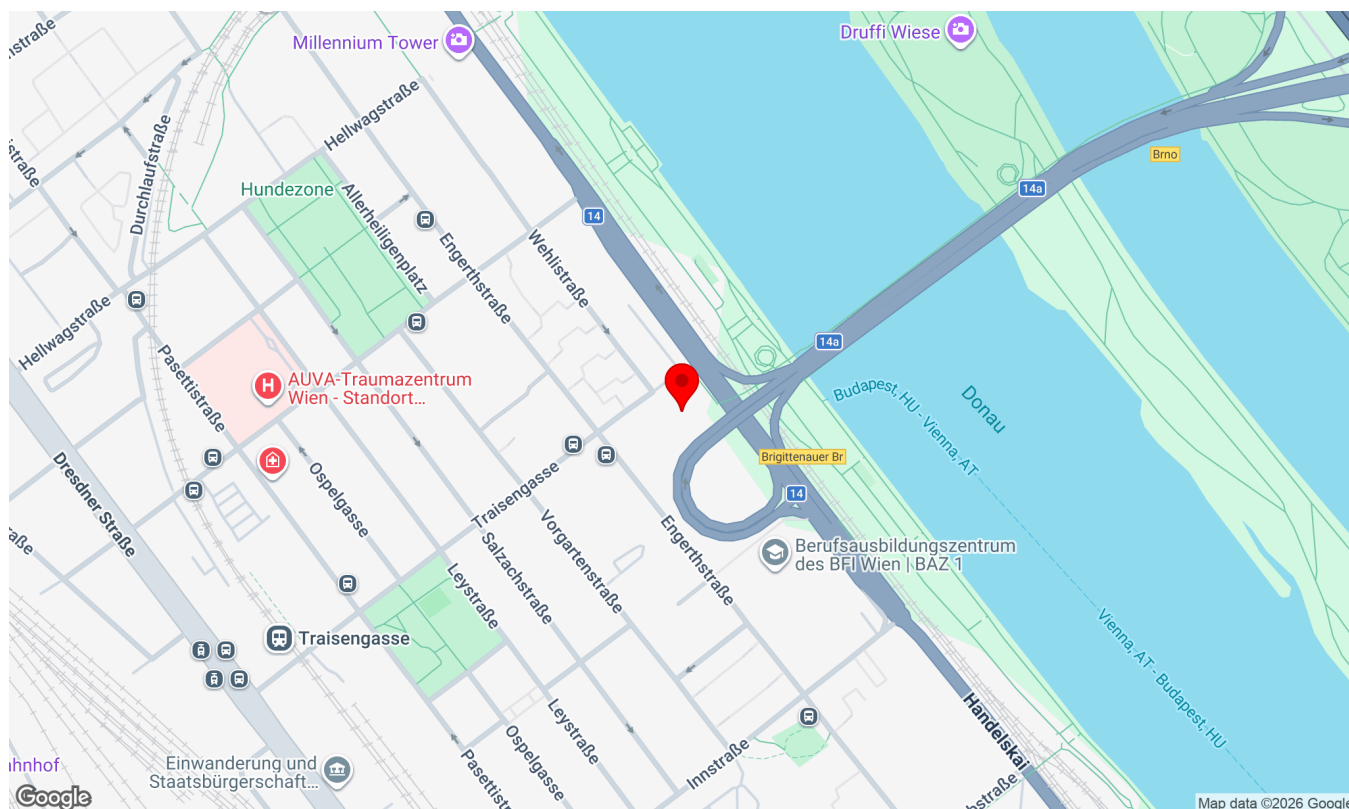 Millennium Tower
Druffi Wiese
Hellwagstraße
Durchlaufstraße
Hundezone
Allerheiligenplatz
Engerthstraße
Wehlistraße
14
14a
Brno
Hellwagstraße
Pasettistraße
AUVA-Traumazentrum
Wien - Standort...
14a
Budapest, HU - Vienna, AT
Donau
Brigittenauer Br
14
Dresdner Straße
Ospelgasse
Traisengasse
Vorgartenstraße
Salzachstraße
Leystraße
Engerthstraße
Berufsausbildungszentrum
des BFI Wien | BAZ 1
Traisengasse
Vienna, AT - Budapest, HU
Handelskai
Leystraße
Ospelgasse
Pasettistr
Innstraße
Einwanderung und
Staatsbürgerschaft...
ahnhof
Google
Map data ©2026 Google